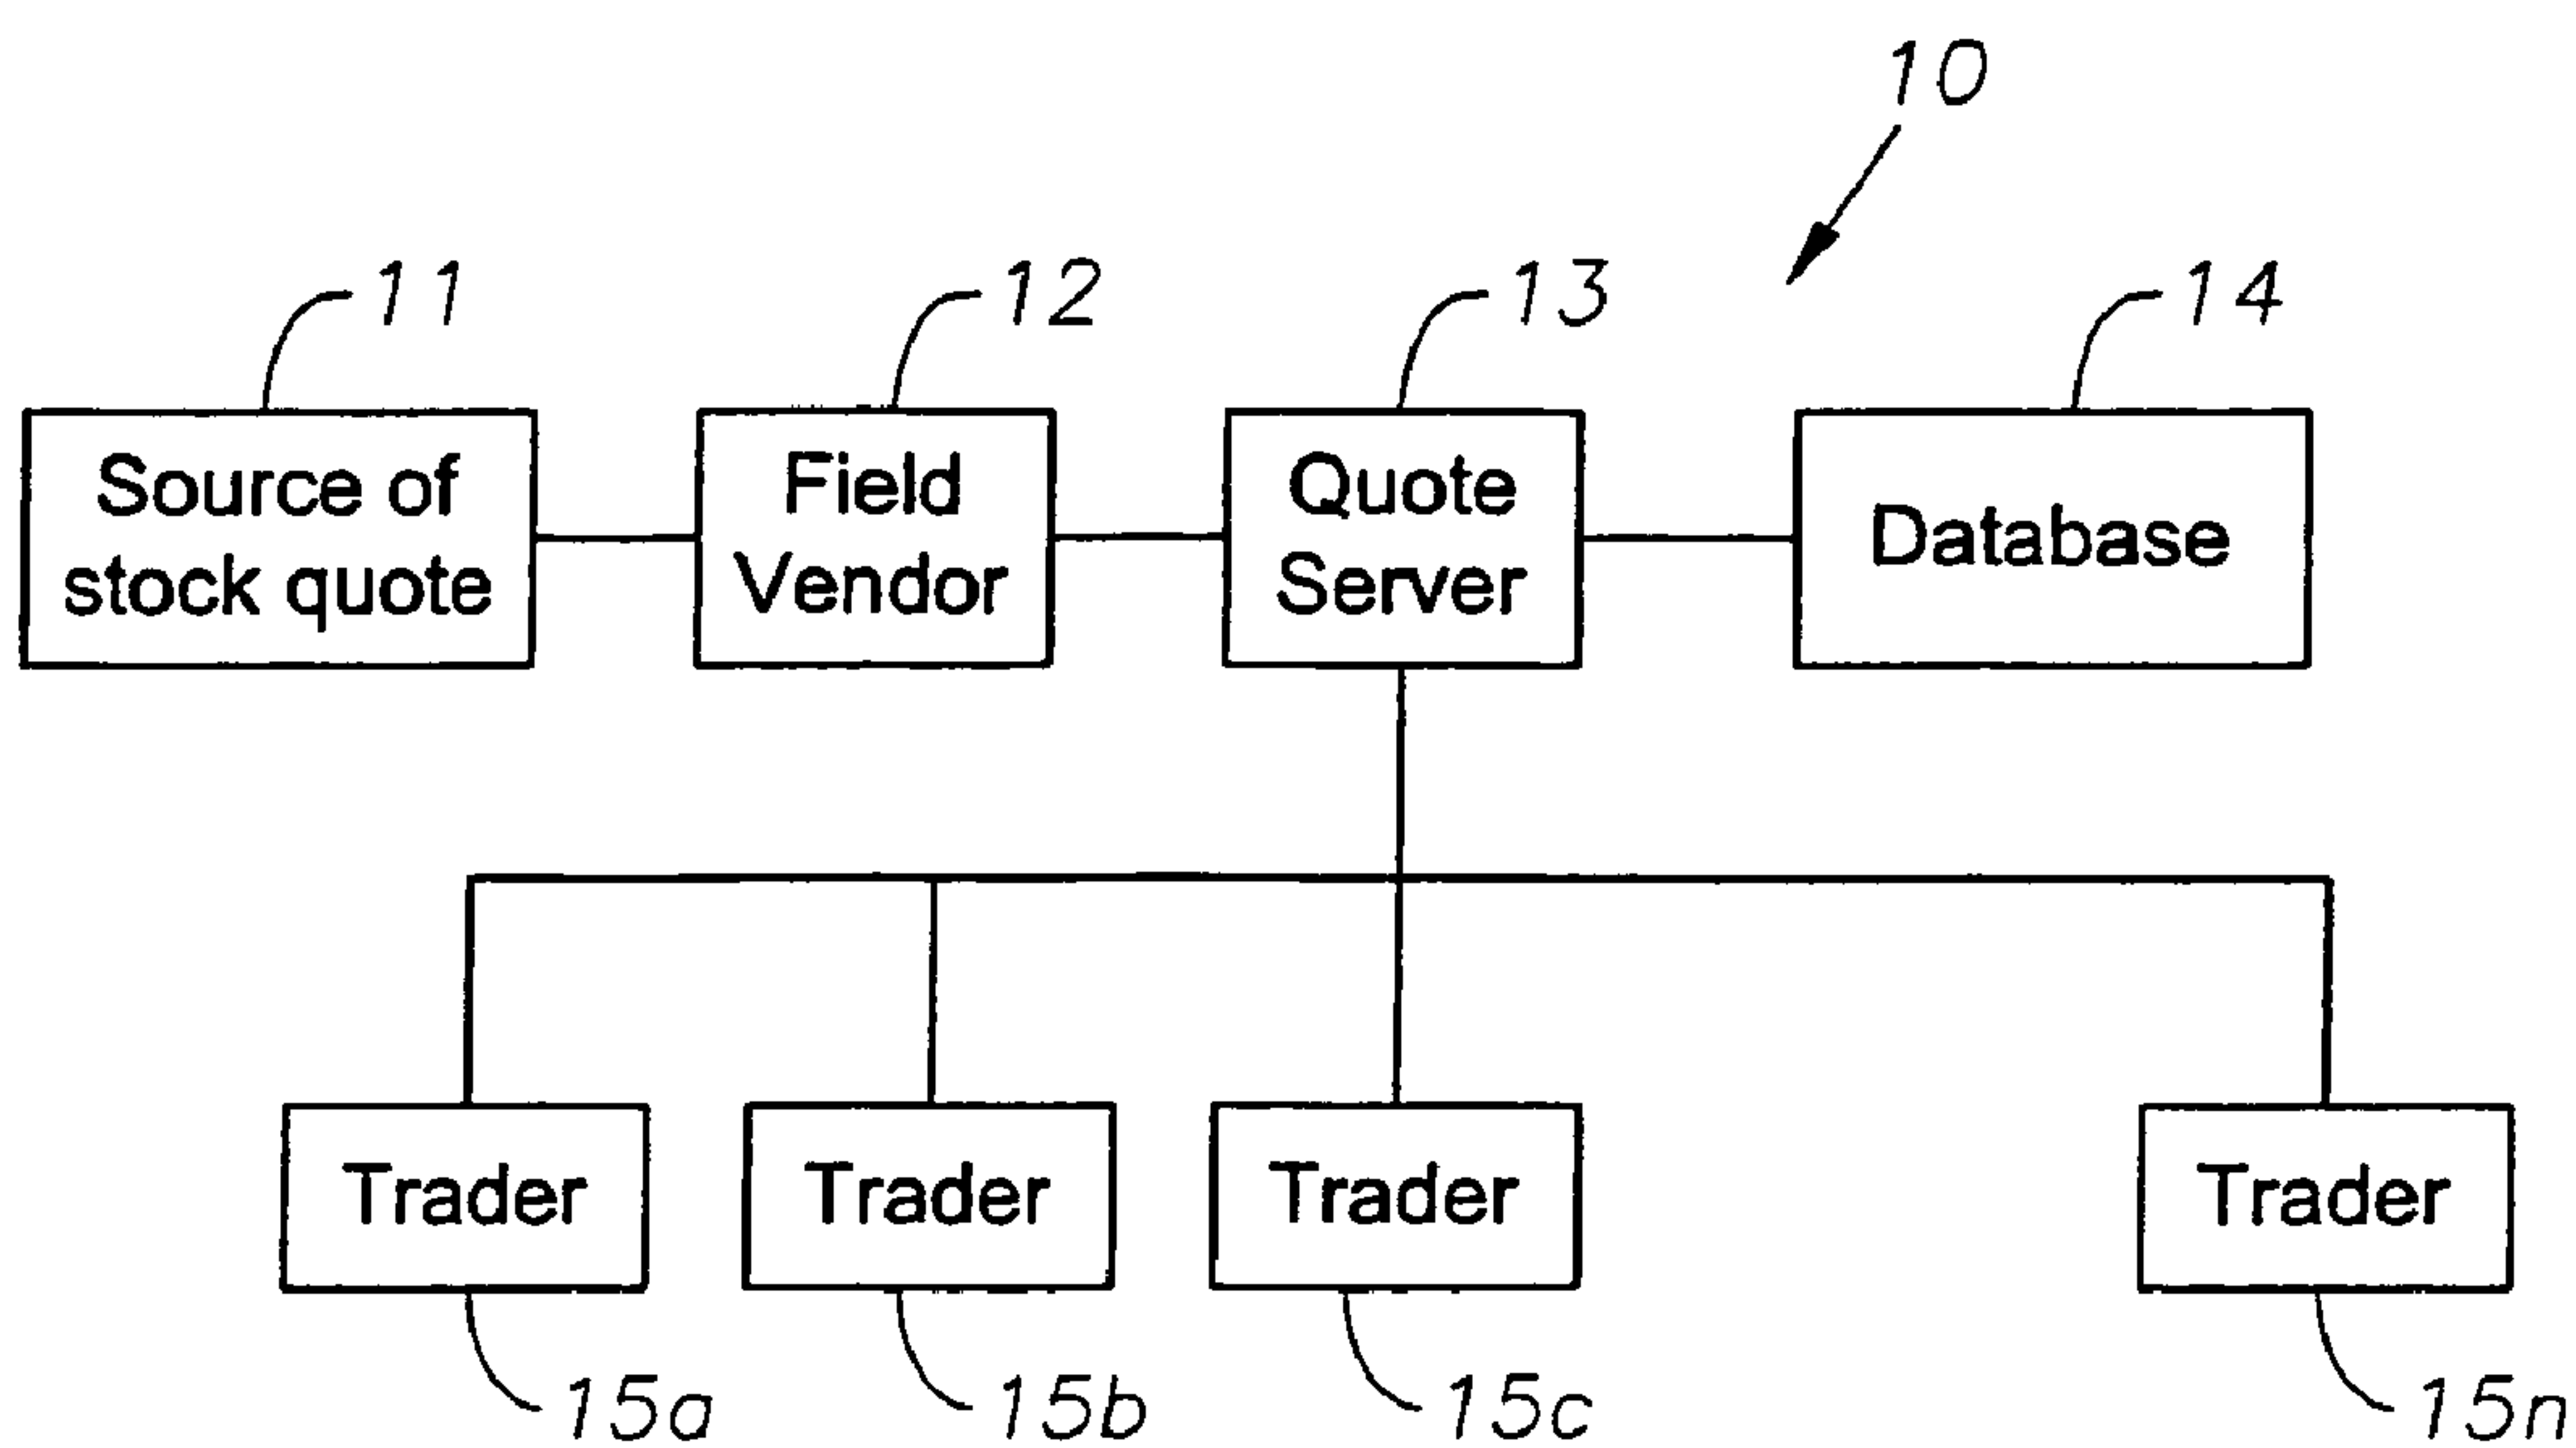 10
11
12
13
14
Source of
stock quote
Field
Vendor
Quote
Server
Database
Trader
Trader
Trader
Trader
15a
15b
15c
15n